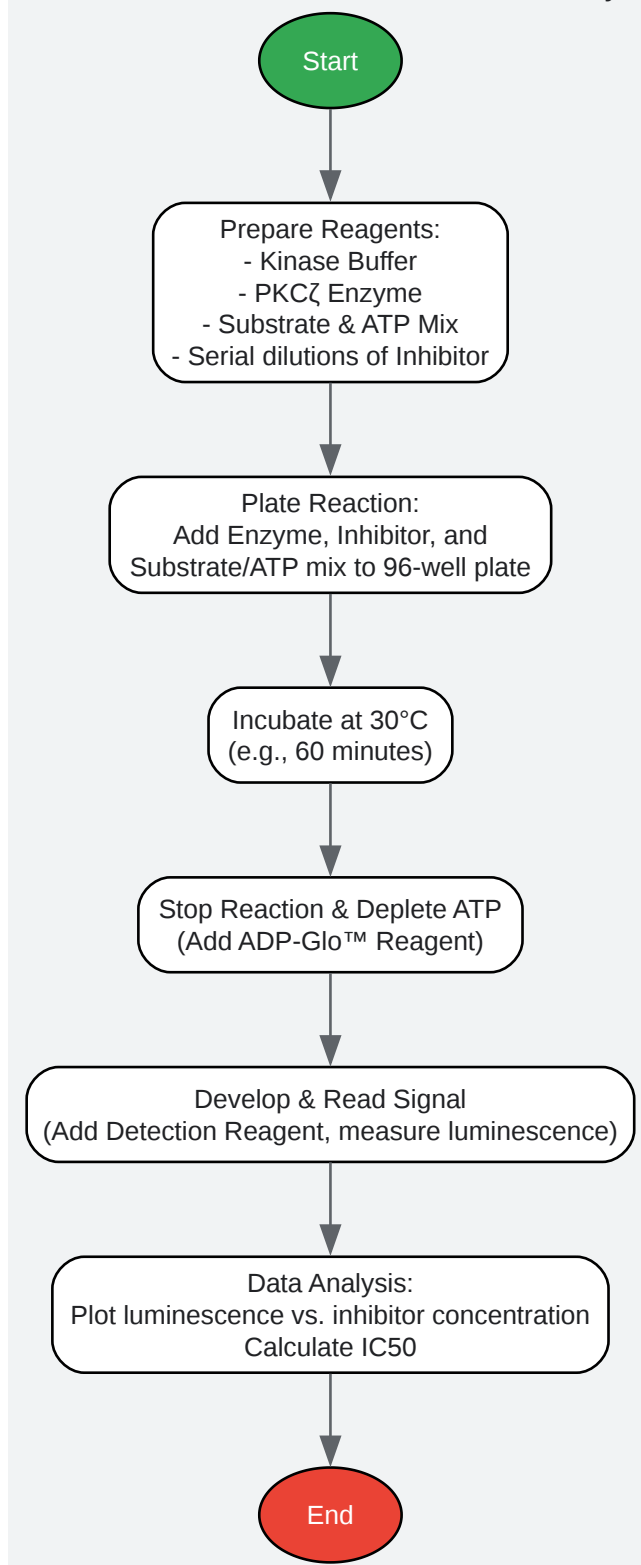 Start
Prepare Reagents:
- Kinase Buffer
- PKCζ Enzyme
- Substrate & ATP Mix
- Serial dilutions of Inhibitor
Plate Reaction:
Add Enzyme, Inhibitor, and
Substrate/ATP mix to 96-well plate
Incubate at 30°C
(e.g., 60 minutes)
Stop Reaction & Deplete ATP
(Add ADP-Glo™ Reagent)
Develop & Read Signal
(Add Detection Reagent, measure luminescence)
Data Analysis:
Plot luminescence vs. inhibitor concentration
Calculate IC50
End